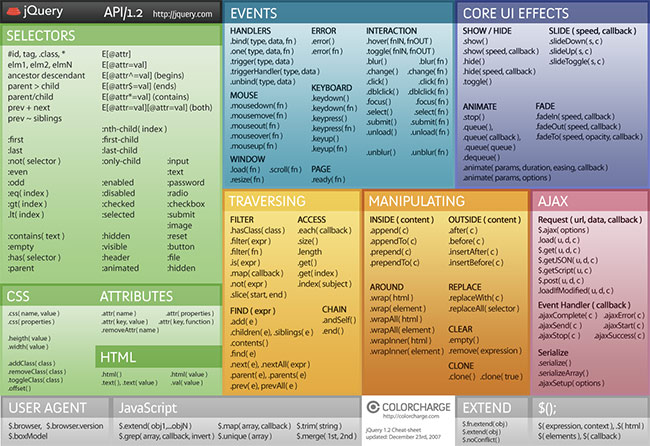 jQuery API/1.2 http://jquery.com
SELECTORS
#id, tag, .class, *
elm1, elm2, elmN
ancestor descendant
parent > child
parent/child
prev + next
prev ~ siblings
E[@attr]
E[@attr=val]
E[@attr^=val] (begins)
E[@attr$=val] (ends)
E[@attr*=val] (contains)
E[@attr=val][@attr=val] (both)
:first
:last
:not( selector )
:even
:odd
:eq( index )
:gt( index )
:lt( index )
:contains( text )
:empty
:has( selector )
:parent
:nth-child( index )
:first-child
:last-child
:only-child
:enabled
:disabled
:checked
:selected
:hidden
:visible
:header
:animated
:input
:text
:password
:radio
:checkbox
:submit
:image
:reset
:button
:file
:hidden
CSS
.css( name, value )
.css( properties )
.heigth( value )
.width( value )
.addClass( class )
.removeClass( class )
.toggleClass( class )
.offset()
ATTRIBUTES
.attr( name ) .attr( properties )
.attr( key, value ) .attr( key, function )
.removeAttr( name )
HTML
.html() .html( value )
.text(), .text( value ) .val( value )
EVENTS
HANDLERS
.bind( type, data, fn )
.one( type, data, fn )
.trigger( type, data )
.triggerHandler( type, data )
.unbind( type, data )
MOUSE
.mousedown( fn )
.mousemove( fn )
.mouseout( fn )
.mouseover( fn )
.mouseup( fn )
WINDOW
.load( fn ) .scroll( fn )
.resize( fn )
ERROR
.error()
.error( fn )
KEYBOARD
.keydown()
.keydown( fn )
.keypress()
.keypress( fn )
.keyup()
.keyup( fn )
PAGE
.ready( fn )
INTERACTION
.hover( fnIN, fnOUT )
.toggle( fnIN, fnOUT )
.blur() .blur( fn )
.change() .change( fn )
.click() .click( fn )
.dblclick() .dblclick( fn )
.focus() .focus( fn )
.select() .select( fn )
.submit() .submit( fn )
.unload() .unload( fn )
.unblur() .unblur( fn )
CORE UI EFFECTS
SHOW / HIDE
.show()
.show( speed, callback )
.hide()
.hide( speed, callback )
.toggle()
SLIDE ( speed, callback )
.slideDown( s, c )
.slideUp( s, c )
.slideToggle( s, c )
ANIMATE
.stop()
.queue(),
.queue( callback ),
.queue( queue )
.dequeue()
.animate( params, duration, easing, callback )
.animate( params, options )
FADE
.fadeIn( speed, callback )
.fadeOut( speed, callback )
.fadeTo( speed, opacity, callback )
TRAVERSING
FILTER
.hasClass( class )
.filter( expr )
.filter( fn )
.is( expr )
.map( callback )
.not( expr )
.slice( start, end )
ACCESS
.each( callback )
.size()
.length
.get()
.get( index )
.index( subject )
FIND ( expr )
.add( e )
.children( e), .siblings( e )
.contents()
.find( e)
.next( e), .nextAll( expr )
.parent( e), .parents( e)
.prev( e), .prevAll( e )
CHAIN
.andSelf()
.end()
MANIPULATING
INSIDE ( content )
.append( c )
.appendTo( c )
.prepend( c )
.prependTo( c )
OUTSIDE ( content )
.after( c )
.before( c )
.insertAfter( c )
.insertBefore( c )
AROUND
.wrap( html )
.wrap( element )
.wrapAll( html )
.wrapAll( element )
.wrapInner( html )
.wrapInner( element )
REPLACE
.replaceWith( c )
.replaceAll( selector )
CLEAR
.empty()
.remove( expression )
CLONE
.clone() .clone( true )
AJAX
Request ( url, data, callback )
$.ajax( options )
.load( u, d, c )
$.get( u, d, c )
$.getJSON( u, d, c )
$.getScript( u, c )
$.post( u, d, c )
.loadIfModified( u, d, c )
Event Handler ( callback )
.ajaxComplete( c ) .ajaxError( c )
.ajaxSend( c ) .ajaxStart( c )
.ajaxStop( c ) .ajaxSuccess( c )
Serialize
.serialize()
.serializeArray()
.ajaxSetup( options )
USER AGENT
$.browser, $.browser.version
$.boxModel
JavaScript
$.extend( obj1,...objN ) $.map( array, callback ) $.trim( string )
$.grep( array, callback, invert ) $.unique ( array ) $.merge( 1st, 2nd )
COLORCHARGE
http://colorcharge.com
jQuery 1.2 Cheat-sheet
updated: December 23rd, 2007
EXTEND
$.fn.extend( obj )
$.extend( obj )
.noConflict()
$();
$( expression, context ), $( html )
$( elements ), $( callback )